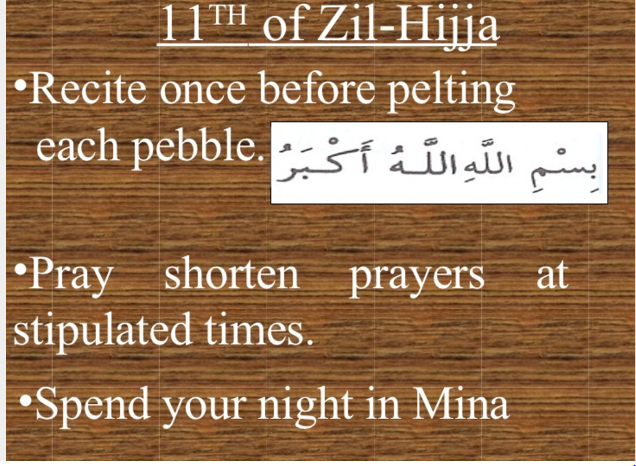 11TH of Zil-Hijja
•Recite once before pelting
each pebble. بِسْمِ اللَّهِ اللَّهُ أَكْبَرُ
•Pray shorten prayers at
stipulated times.
•Spend your night in Mina